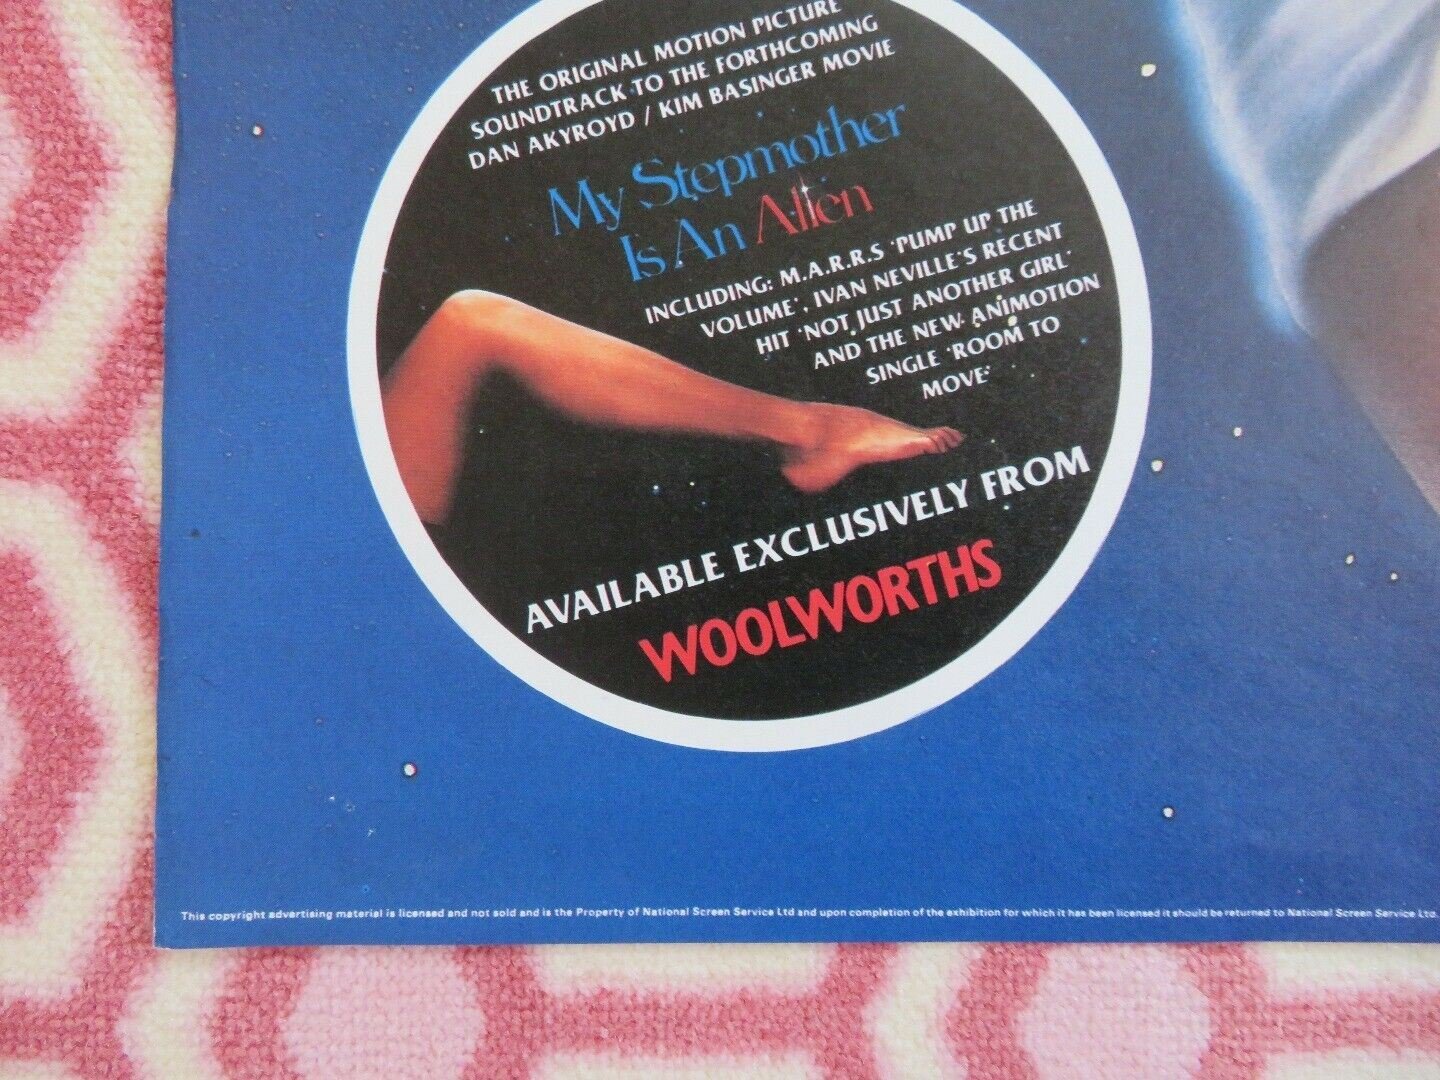 THE ORIGINAL MOTION PICTURE
SOUNDTRACK TO THE FORTHCOMING
DAN AKYROYD / KIM BASINGER MOVIE
My Stepmother
Is An Alien
INCLUDING: M.A.R.R.S 'PUMP UP THE
VOLUME', IVAN NEVILLE'S RECENT
HIT 'NOT JUST ANOTHER GIRL'
AND THE NEW ANIMOTION
SINGLE 'ROOM TO
MOVE'
AVAILABLE EXCLUSIVELY FROM
WOOLWORTHS
This copyright advertising material is licensed and not sold and is the Property of National Screen Service Ltd and upon completion of the exhibition for which it has been licensed it should be returned to National Screen Service Ltd.